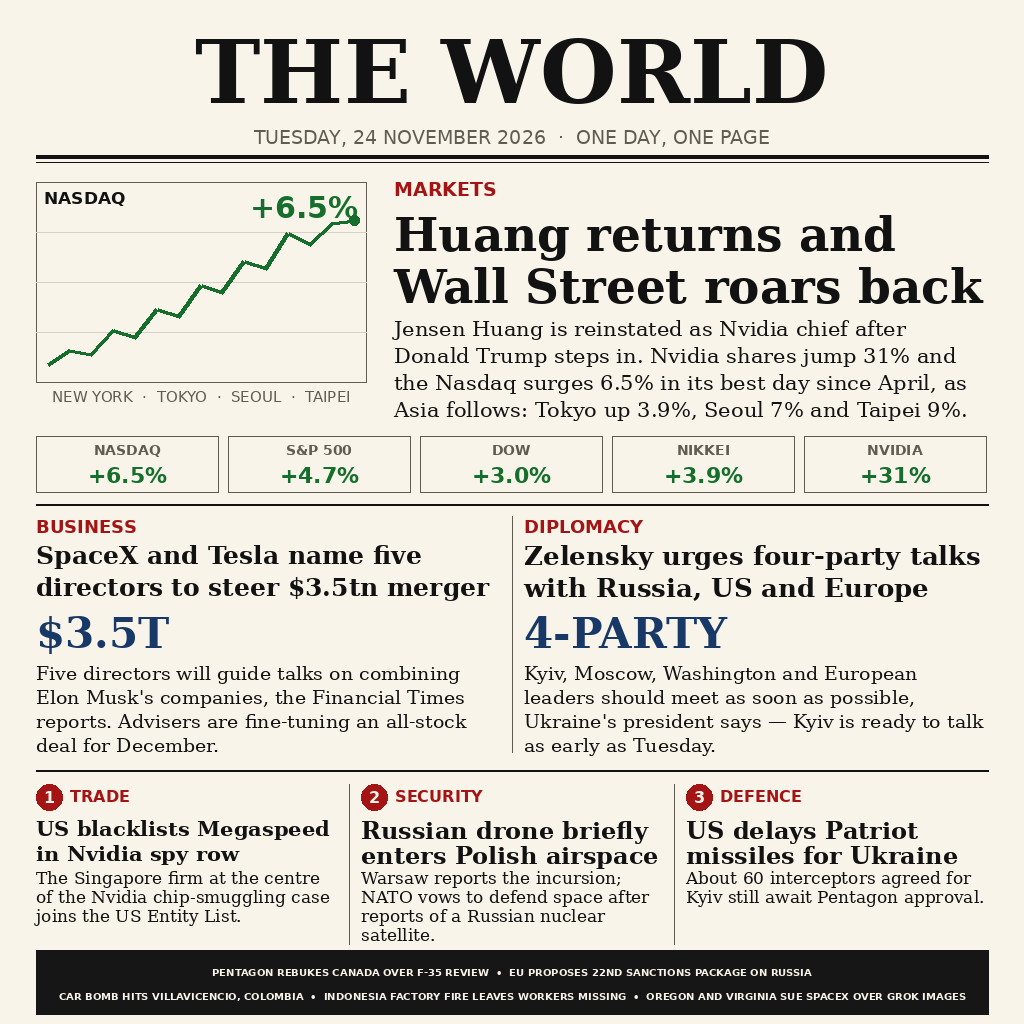 THE WORLD
TUESDAY, 24 NOVEMBER 2026 · ONE DAY, ONE PAGE
NASDAQ
+6.5%
NEW YORK · TOKYO · SEOUL · TAIPEI
MARKETS
Huang returns and
Wall Street roars back
Jensen Huang is reinstated as Nvidia chief after
Donald Trump steps in. Nvidia shares jump 31% and
the Nasdaq surges 6.5% in its best day since April, as
Asia follows: Tokyo up 3.9%, Seoul 7% and Taipei 9%.
NASDAQ
+6.5%
S&P 500
+4.7%
DOW
+3.0%
NIKKEI
+3.9%
NVIDIA
+31%
BUSINESS
SpaceX and Tesla name five
directors to steer $3.5tn merger
$3.5T
Five directors will guide talks on combining
Elon Musk's companies, the Financial Times
reports. Advisers are fine-tuning an all-stock
deal for December.
DIPLOMACY
Zelensky urges four-party talks
with Russia, US and Europe
4-PARTY
Kyiv, Moscow, Washington and European
leaders should meet as soon as possible,
Ukraine's president says — Kyiv is ready to talk
as early as Tuesday.
1 TRADE
US blacklists Megaspeed
in Nvidia spy row
The Singapore firm at the centre
of the Nvidia chip-smuggling case
joins the US Entity List.
2 SECURITY
Russian drone briefly
enters Polish airspace
Warsaw reports the incursion;
NATO vows to defend space after
reports of a Russian nuclear
satellite.
3 DEFENCE
US delays Patriot
missiles for Ukraine
About 60 interceptors agreed for
Kyiv still await Pentagon approval.
PENTAGON REBUKES CANADA OVER F-35 REVIEW • EU PROPOSES 22ND SANCTIONS PACKAGE ON RUSSIA
CAR BOMB HITS VILLAVICENCIO, COLOMBIA • INDONESIA FACTORY FIRE LEAVES WORKERS MISSING • OREGON AND VIRGINIA SUE SPACEX OVER GROK IMAGES